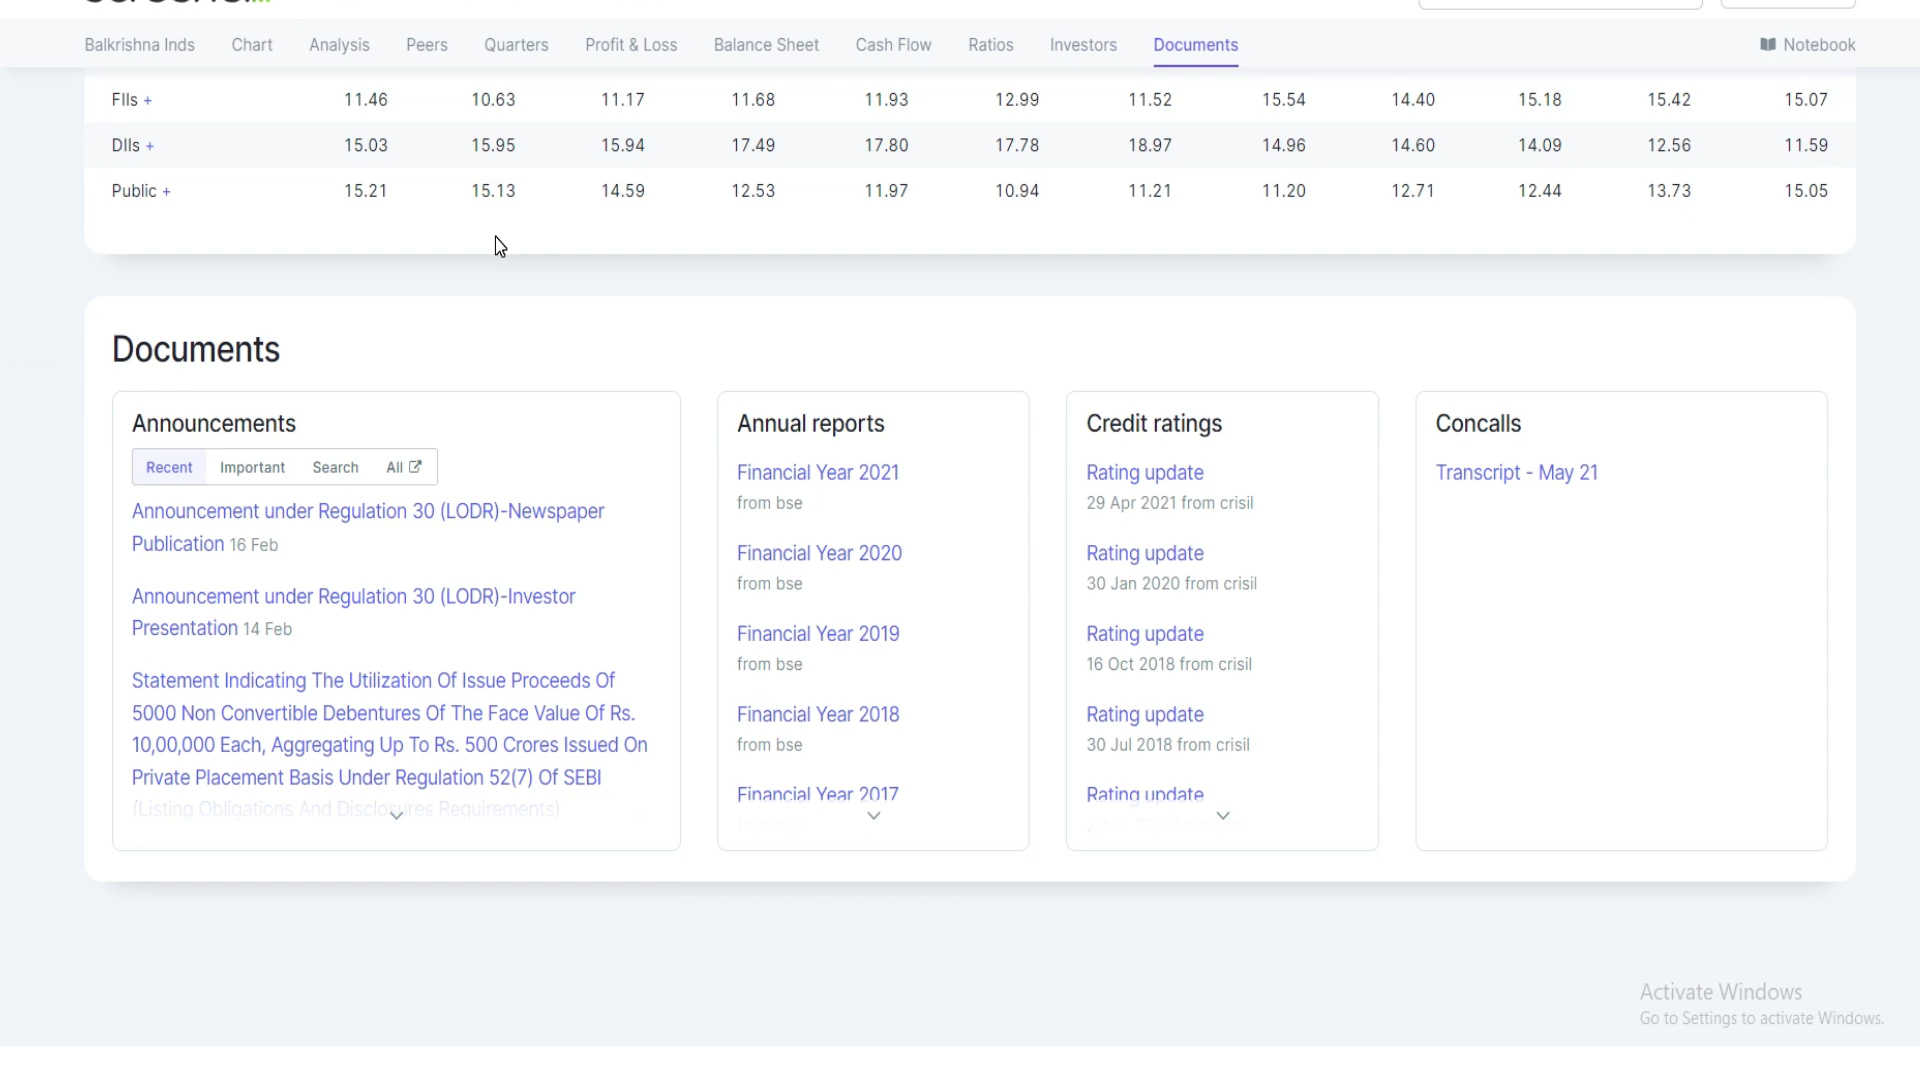 Balkrishna Inds Chart Analysis Peers Quarters Profit & Loss Balance Sheet Cash Flow Ratios Investors Documents Notebook
FIIs + 11.46 10.63 11.17 11.68 11.93 12.99 11.52 15.54 14.40 15.18 15.42 15.07
DIIs + 15.03 15.95 15.94 17.49 17.80 17.78 18.97 14.96 14.60 14.09 12.56 11.59
Public + 15.21 15.13 14.59 12.53 11.97 10.94 11.21 11.20 12.71 12.44 13.73 15.05
Documents
Announcements
Recent Important Search All
Announcement under Regulation 30 (LODR)-Newspaper
Publication 16 Feb
Announcement under Regulation 30 (LODR)-Investor
Presentation 14 Feb
Statement Indicating The Utilization Of Issue Proceeds Of
5000 Non Convertible Debentures Of The Face Value Of Rs.
10,00,000 Each, Aggregating Up To Rs. 500 Crores Issued On
Private Placement Basis Under Regulation 52(7) Of SEBI
(Listing Obligations And Disclosures Requirements)
Annual reports
Financial Year 2021
from bse
Financial Year 2020
from bse
Financial Year 2019
from bse
Financial Year 2018
from bse
Financial Year 2017
Credit ratings
Rating update
29 Apr 2021 from crisil
Rating update
30 Jan 2020 from crisil
Rating update
16 Oct 2018 from crisil
Rating update
30 Jul 2018 from crisil
Rating update
Concalls
Transcript - May 21
Activate Windows
Go to Settings to activate Windows.